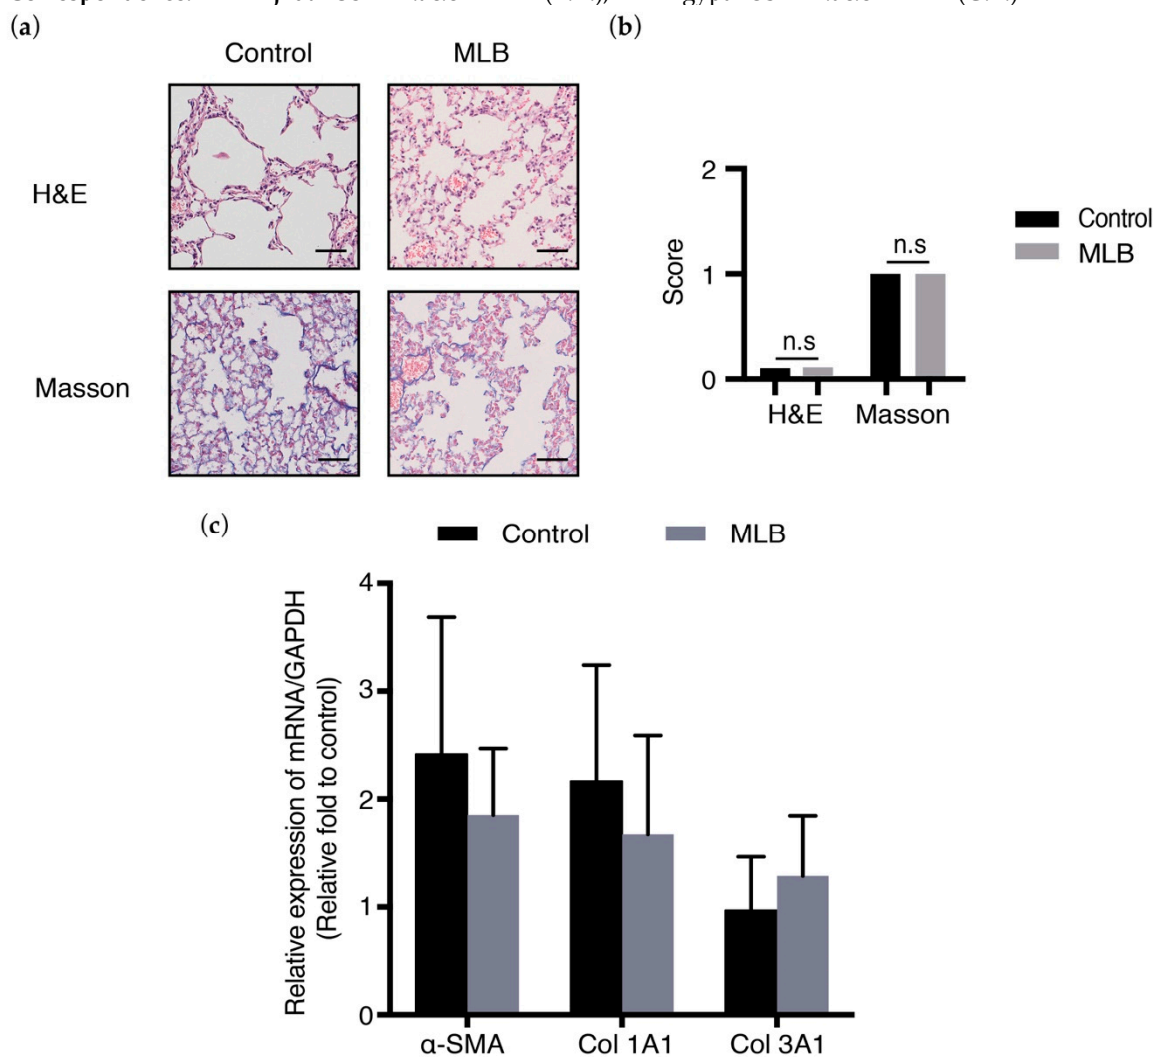 (a)
Control MLB
H&E
Masson
(b)
2
1
0
Score
n.s
n.s
H&E Masson
Control
MLB
(c)
Control MLB
Relative expression of mRNA/GAPDH
(Relative fold to control)
4
3
2
1
0
α-SMA Col 1A1 Col 3A1